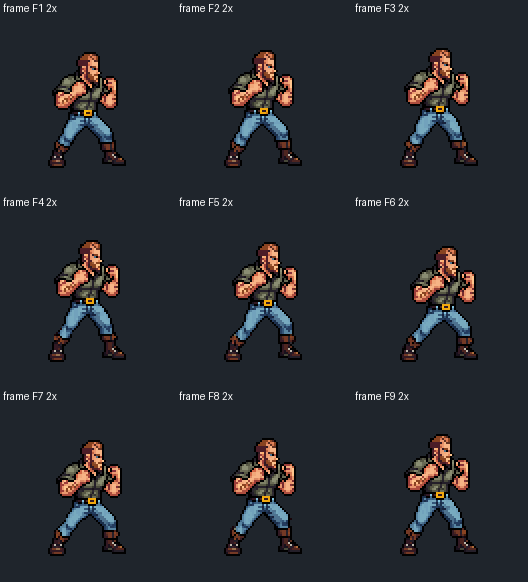 frame F1 2x
frame F2 2x
frame F3 2x
frame F4 2x
frame F5 2x
frame F6 2x
frame F7 2x
frame F8 2x
frame F9 2x